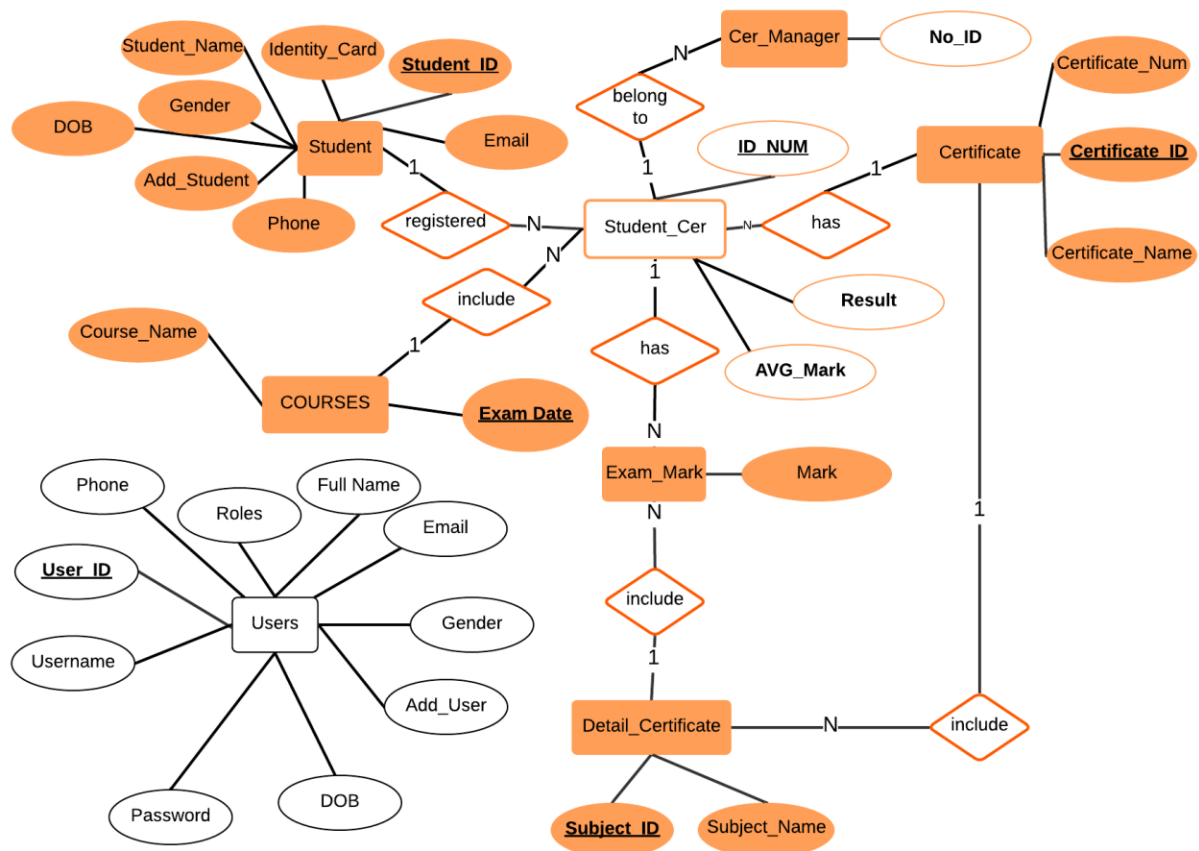 Student_Name
Identity_Card
Student_ID
Cer_Manager
No_ID
N
Certificate_Num
DOB
Gender
belong
to
Student
Email
ID_NUM
Certificate
Certificate_ID
1
1
1
Add_Student
Phone
registered
N
Student_Cer
N
has
Certificate_Name
N
1
include
Result
Course_Name
1
has
AVG_Mark
COURSES
Exam Date
N
Exam_Mark
Mark
Phone
Full Name
Roles
Email
N
1
User_ID
include
Users
Gender
Username
1
Add_User
Detail_Certificate
N
include
Password
DOB
Subject_ID
Subject_Name